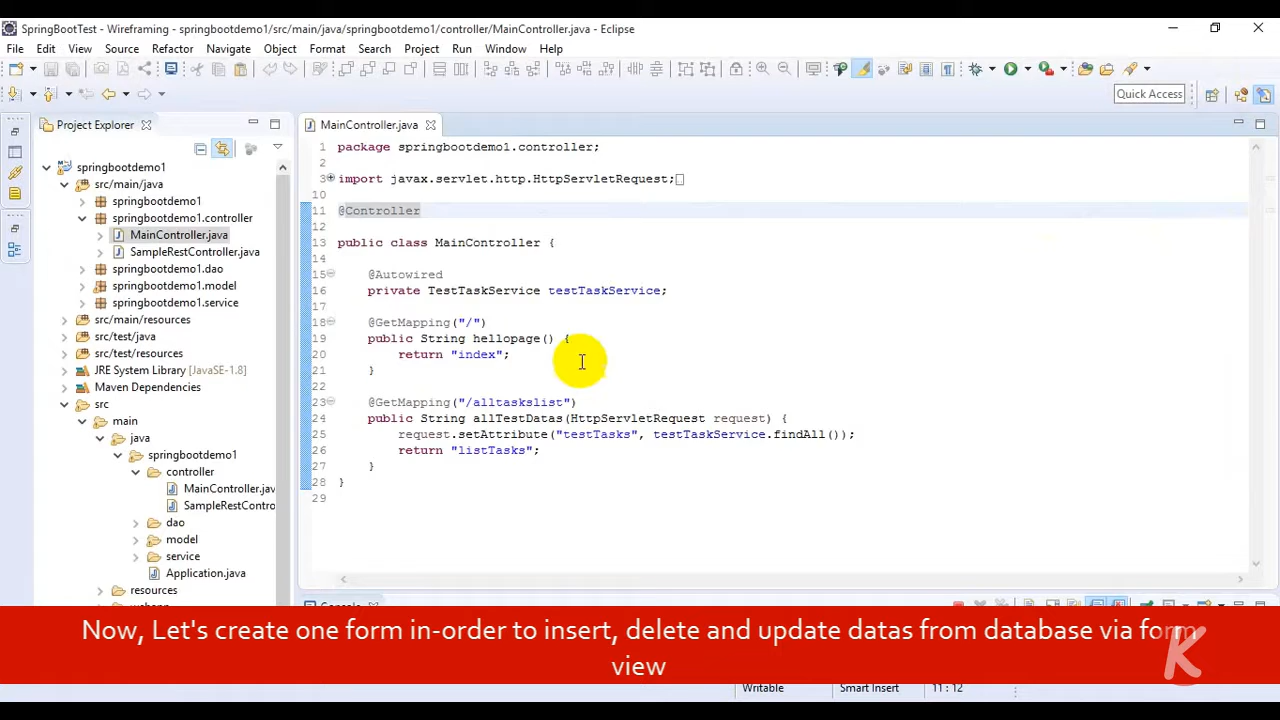 SpringBootTest - Wireframing - springbootdemo1/src/main/java/springbootdemo1/controller/MainController.java - Eclipse
File Edit View Source Refactor Navigate Object Format Search Project Run Window Help
Quick Access
Project Explorer
springbootdemo1
src/main/java
springbootdemo1
springbootdemo1.controller
MainController.java
SampleRestController.java
springbootdemo1.dao
springbootdemo1.model
springbootdemo1.service
src/main/resources
src/test/java
src/test/resources
JRE System Library [JavaSE-1.8]
Maven Dependencies
src
main
java
springbootdemo1
controller
MainController.jav
SampleRestContro
dao
model
service
Application.java
resources
MainController.java
1 package springbootdemo1.controller;
2
3 import javax.servlet.http.HttpServletRequest;
10
11 @Controller
12
13 public class MainController {
14
15 @Autowired
16 private TestTaskService testTaskService;
17
18 @GetMapping("/")
19 public String hellopage() {
20 return "index";
21 }
22
23 @GetMapping("/alltaskslist")
24 public String allTestDatas(HttpServletRequest request) {
25 request.setAttribute("testTasks", testTaskService.findAll());
26 return "listTasks";
27 }
28 }
29
Now, Let's create one form in-order to insert, delete and update datas from database via form
view
K
Writable Smart Insert 11 : 12